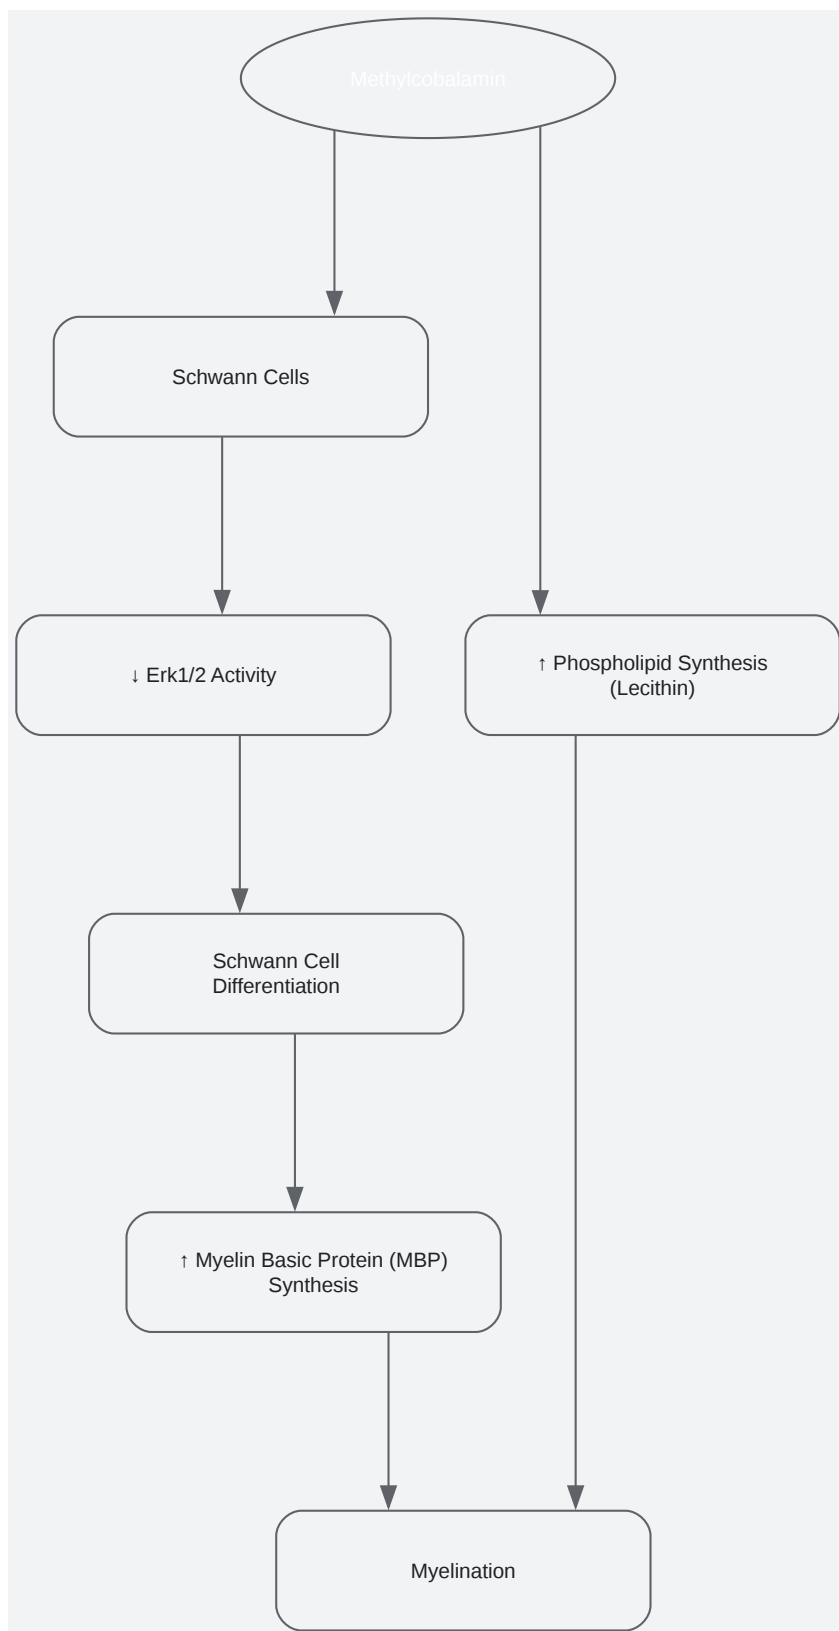 Methylcobalamin
Schwann Cells
↓ Erk1/2 Activity
↑ Phospholipid Synthesis
(Lecithin)
Schwann Cell
Differentiation
↑ Myelin Basic Protein (MBP)
Synthesis
Myelination